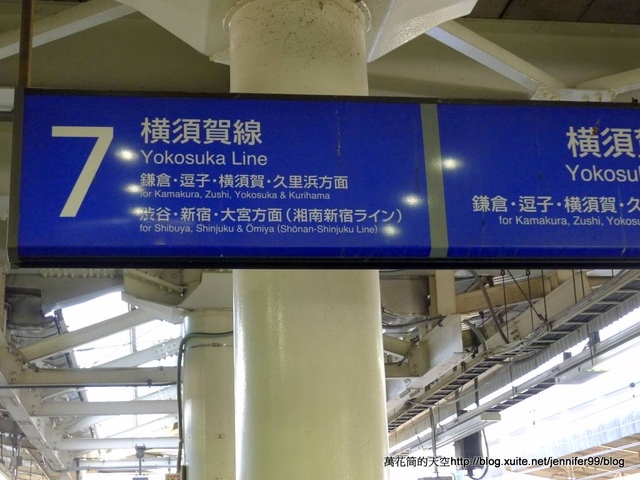 7
横須賀線
Yokosuka Line
鎌倉・逗子・横須賀・久里浜方面
for Kamakura, Zushi, Yokosuka & Kurihama
渋谷・新宿・大宮方面（湘南新宿ライン）
for Shibuya, Shinjuku & Ōmiya (Shōnan-Shinjuku Line)
横須
Yokosu
鎌倉・逗子・横須賀・久
for Kamakura, Zushi, Yokosu
萬花筒的天空http://blog.xuite.net/jennifer99/blog